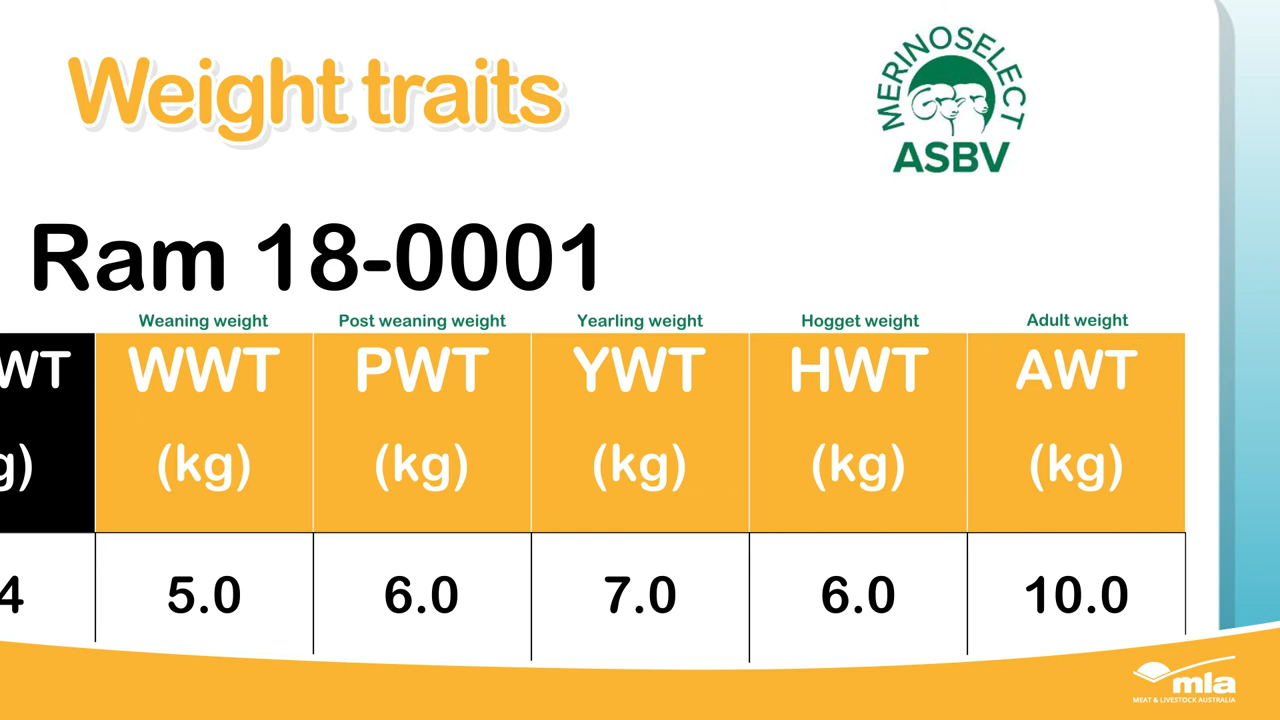 Weight traits
MERINOSELECT
ASBV
Ram 18-0001
Weaning weight Post weaning weight Yearling weight Hogget weight Adult weight
WT WWT PWT YWT HWT AWT
g) (kg) (kg) (kg) (kg) (kg)
4 5.0 6.0 7.0 6.0 10.0
mla
MEAT & LIVESTOCK AUSTRALIA